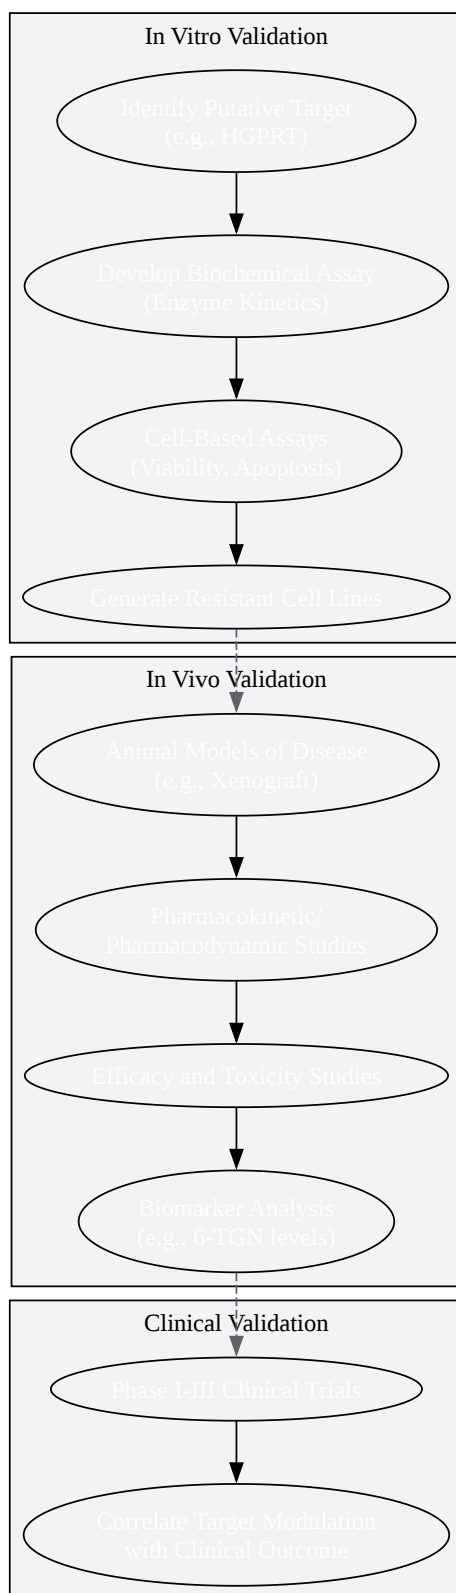 In Vitro Validation
Identify Putative Target
(e.g., HGPRT)
Develop Biochemical Assay
(Enzyme Kinetics)
Cell-Based Assays
(Viability, Apoptosis)
Generate Resistant Cell Lines
In Vivo Validation
Animal Models of Disease
(e.g., Xenograft)
Pharmacokinetic/
Pharmacodynamic Studies
Efficacy and Toxicity Studies
Biomarker Analysis
(e.g., 6-TGN levels)
Clinical Validation
Phase I-III Clinical Trials
Correlate Target Modulation
with Clinical Outcome